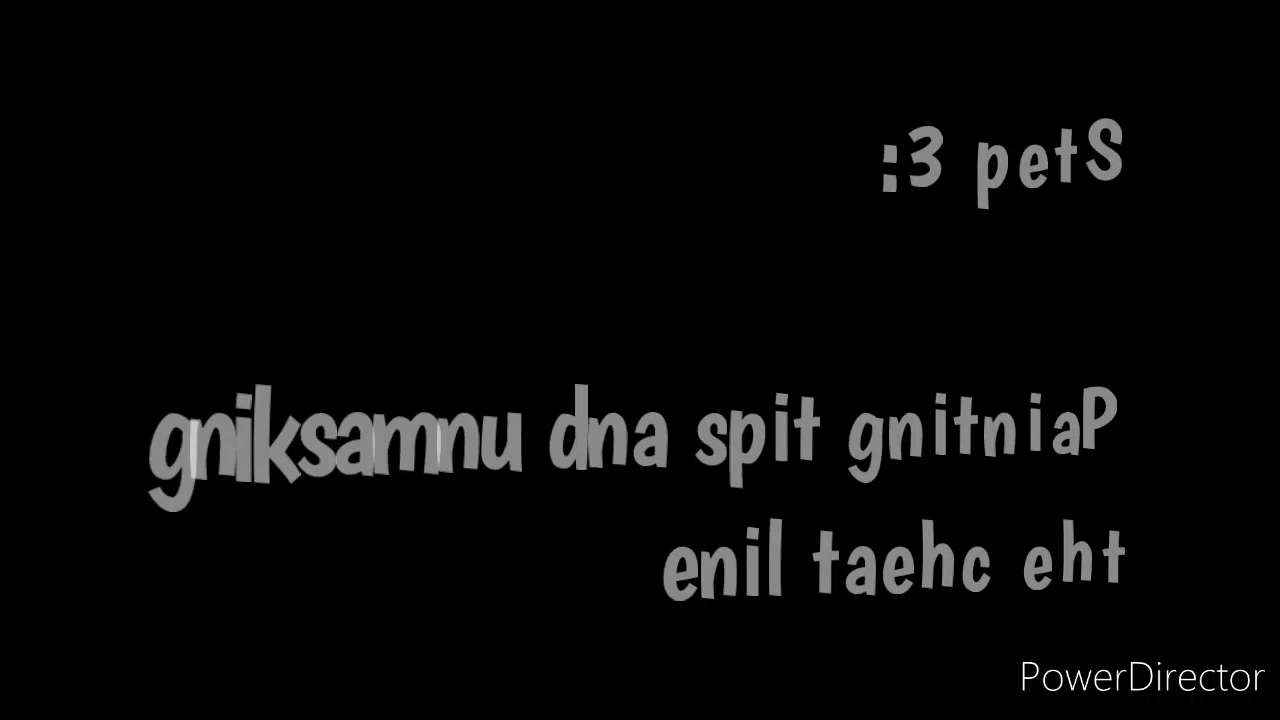 :3 petS
gniksamnu dna spit gnitniaP
enil taehc eht
PowerDirector